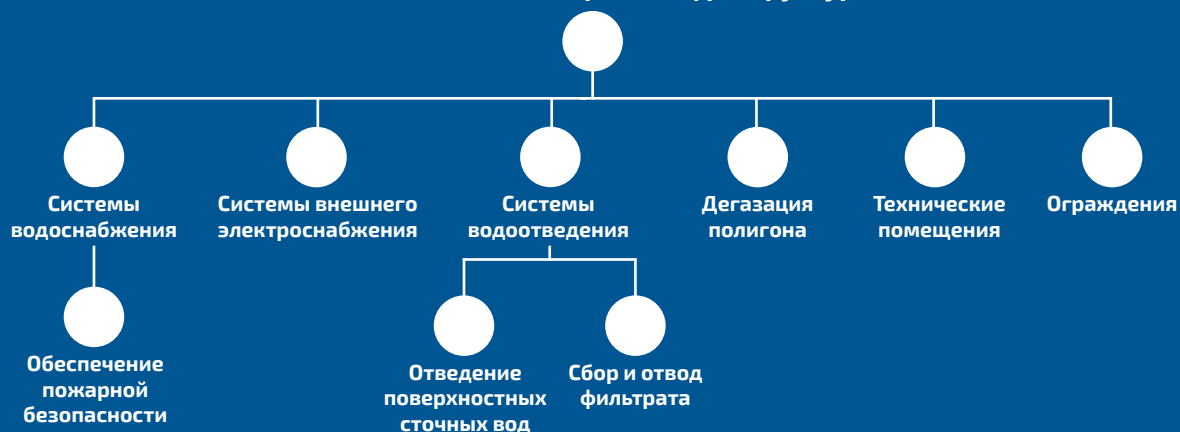 Системы
водоснабжения
Системы внешнего
электроснабжения
Системы
водоотведения
Дегазация
полигона
Технические
помещения
Ограждения
Обеспечение
пожарной
безопасности
Отведение
поверхностных
сточных вод
Сбор и отвод
фильтрата